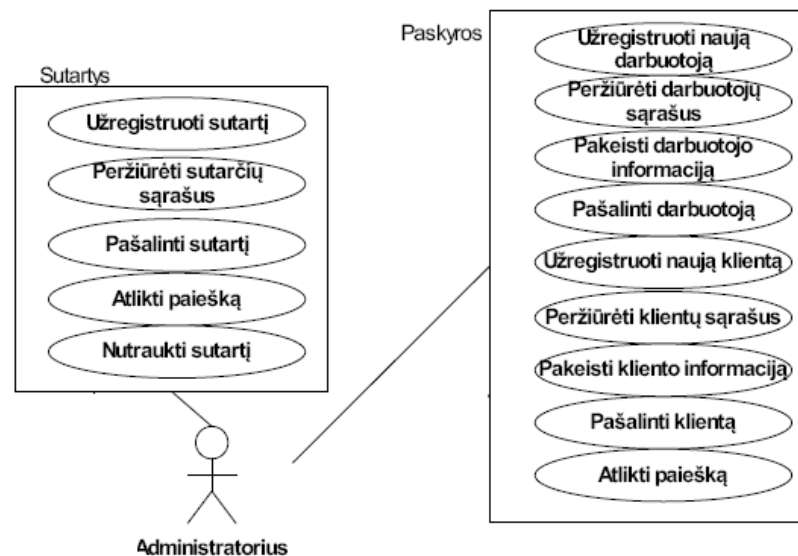 Sutartys
Užregistruoti sutartį
Peržiūrėti sutarčių
sąrašus
Pašalinti sutartį
Atlikti paiešką
Nutraukti sutartį
Administratorius
Paskyros
Užregistruoti naują
darbuotoją
Peržiūrėti darbuotojų
sąrašus
Pakeisti darbuotojo
informaciją
Pašalinti darbuotoją
Užregistruoti naują klientą
Peržiūrėti klientų sąrašus
Pakeisti kliento informaciją
Pašalinti klientą
Atlikti paiešką